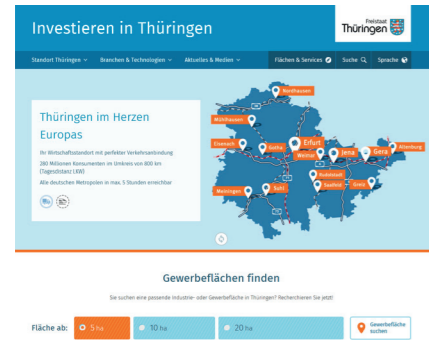 Investieren in Thüringen
Freistaat
Thüringen
Standort Thüringen
Branchen & Technologien
Aktuelles & Medien
Flächen & Services
Suche
Sprache
Thüringen im Herzen
Europas
Ihr Wirtschaftsstandort mit perfekter Verkehrsanbindung
280 Millionen Konsumenten im Umkreis von 800 km
(Tagesdistanz LKW)
Alle deutschen Metropolen in max. 5 Stunden erreichbar
Nordhausen
Mühlhausen
Eisenach
Gotha
Erfurt
Weimar
Jena
Gera
Altenburg
Rudolstadt
Saalfeld
Greiz
Meiningen
Suhl
Gewerbeflächen finden
Sie suchen eine passende Industrie- oder Gewerbefläche in Thüringen? Recherchieren Sie jetzt!
Fläche ab:
5 ha
10 ha
20 ha
Gewerbefläche
suchen